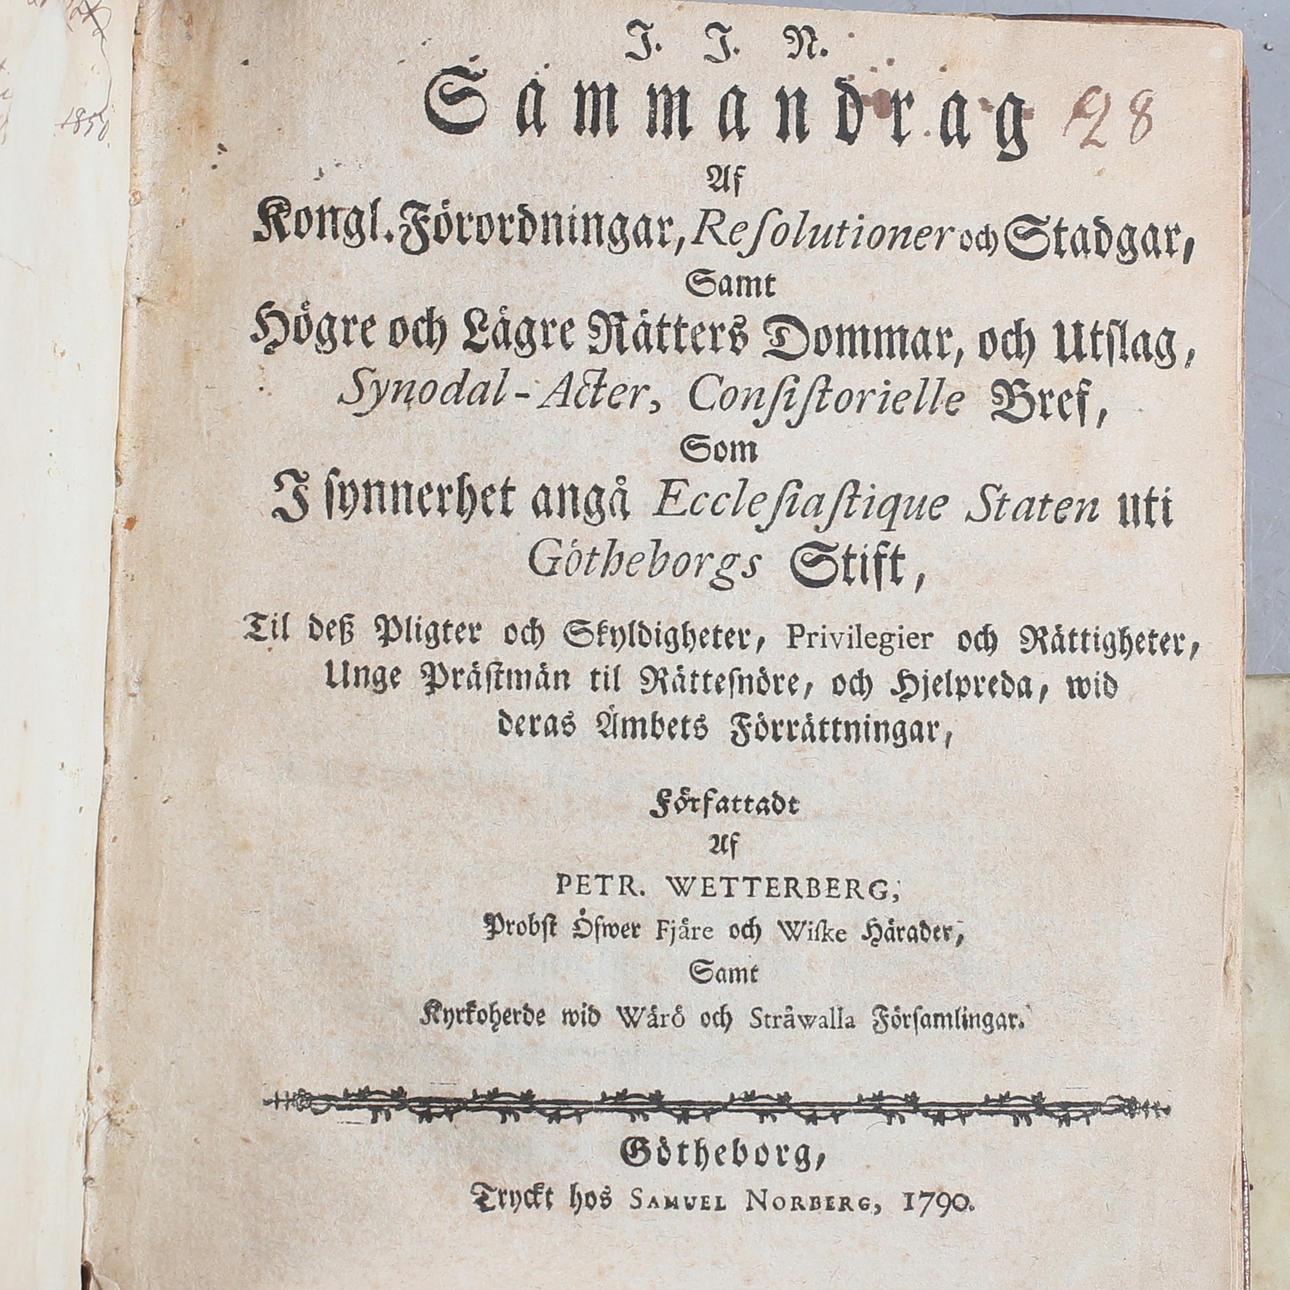 J. J. N.
Sammandrag 28
Af
Kongl. Förordningar, Reſolutioner och Stadgar,
Samt
Högre och Lägre Rätters Dommar, och Utſlag,
Synodal-Acter, Conſiſtorielle Bref,
Som
J ſynnerhet angå Eccleſiaſtique Staten uti
Götheborgs Stift,
Til deß Pligter och Skyldigheter, Privilegier och Rättigheter,
Unge Präſtmän til Rätteſnöre, och Hjelpreda, wid
deras Ämbets Förrättningar,
Författadt
Af
PETR. WETTERBERG,
Probſt Öfwer Fjäre och Wiſke Härader,
Samt
Kyrkoherde wid Wärö och Sträwalla Förſamlingar.
Götheborg,
Tryckt hos SAMUEL NORBERG, 1790.
1850.